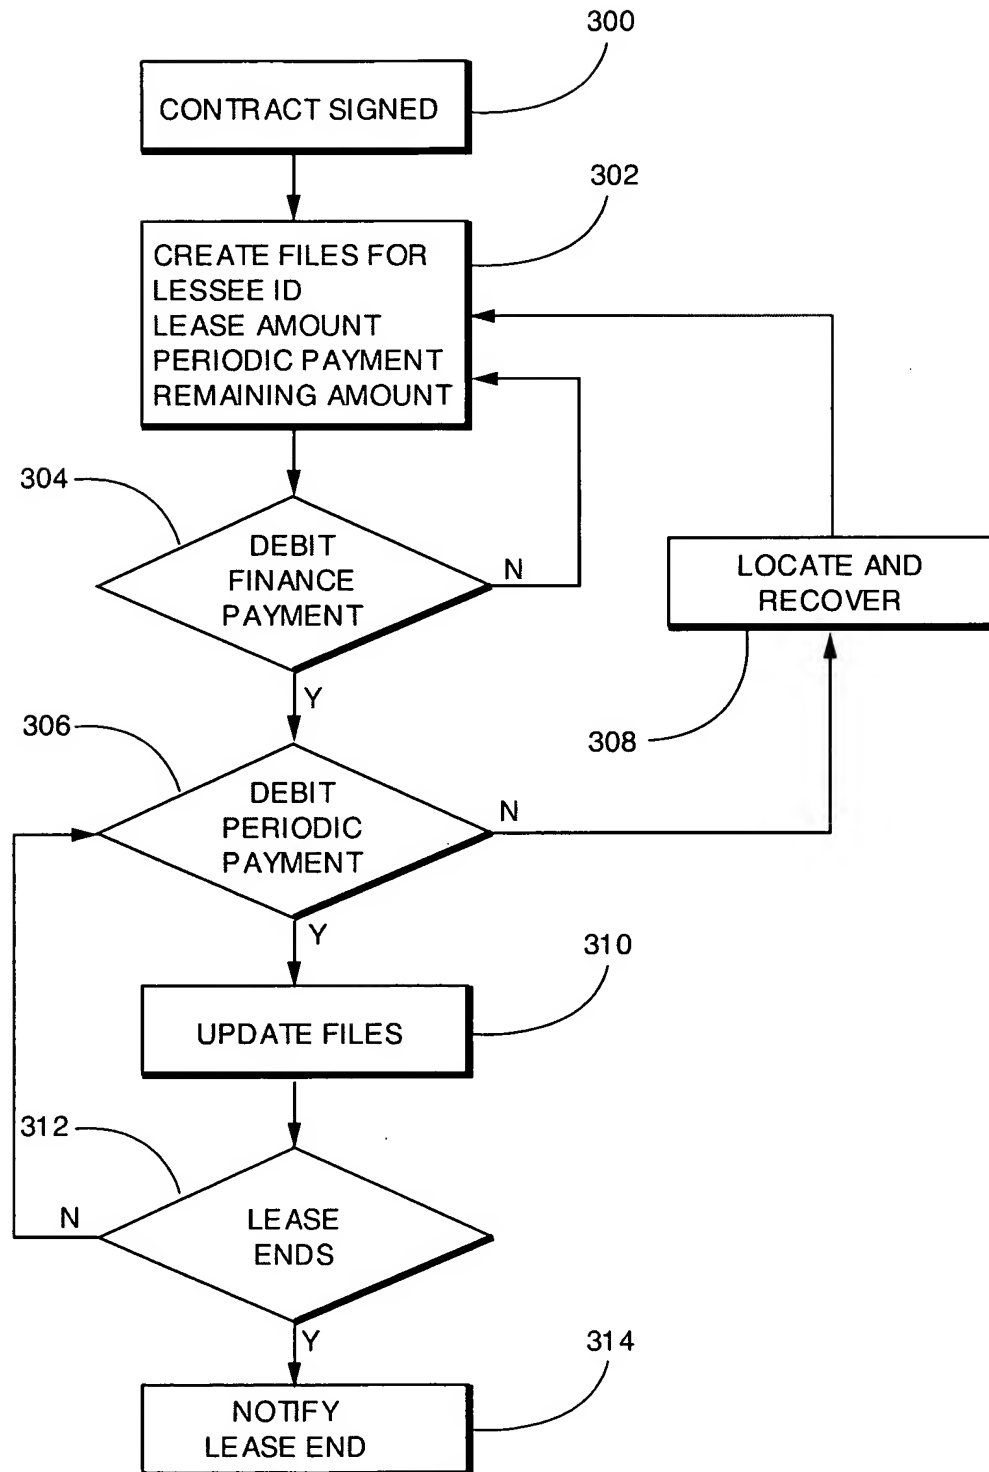 300
CONTRACT SIGNED
302
CREATE FILES FOR
LESSEE ID
LEASE AMOUNT
PERIODIC PAYMENT
REMAINING AMOUNT
304
DEBIT
FINANCE
PAYMENT
N
Y
LOCATE AND
RECOVER
308
306
DEBIT
PERIODIC
PAYMENT
N
Y
310
UPDATE FILES
312
LEASE
ENDS
N
Y
314
NOTIFY
LEASE END